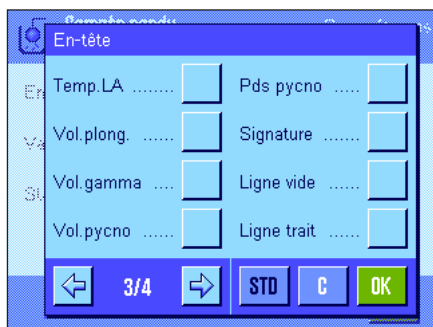 En-tête
Temp.LA ........
Pds pycno .....
Vol.plong. ......
Signature .......
Vol.gamma ....
Ligne vide ......
Vol.pycno ......
Ligne trait ......
3/4
STD
C
OK